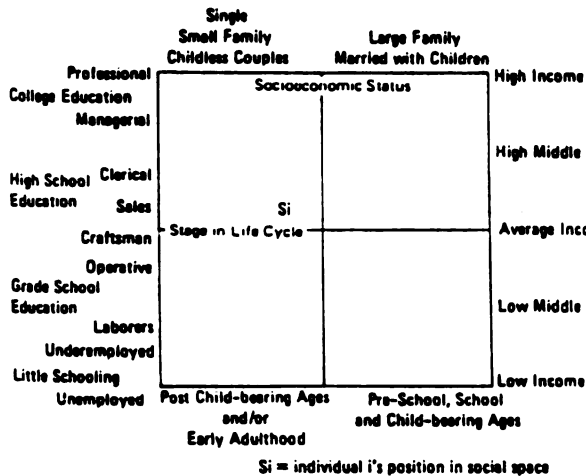 Single
Small Family
Childless Couples
Large Family
Married with Children
Professional
College Education
Managerial
High School
Education
Clerical
Sales
Craftsman
Operative
Grade School
Education
Laborers
Underemployed
Little Schooling
Unemployed
Socioeconomic Status
Si
Stage in Life Cycle
High Income
High Middle
Average Inco
Low Middle
Low Income
Post Child-bearing Ages
and/or
Early Adulthood
Pre-School, School
and Child-bearing Ages
Si = individual i's position in social space